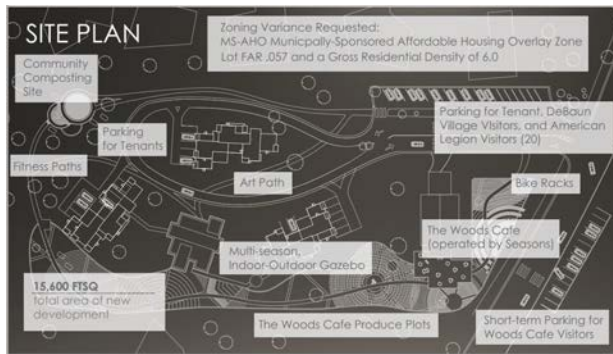 SITE PLAN
Zoning Variance Requested:
MS-AHO Municpally-Sponsored Affordable Housing Overlay Zone
Lot FAR .057 and a Gross Residential Density of 6.0
Community
Composting
Site
Parking
for Tenants
Parking for Tenant, DeBaun
Village Visitors, and American
Legion Visitors (20)
Fitness Paths
Art Path
Bike Racks
The Woods Cafe
(operated by Seasons)
Multi-season,
Indoor-Outdoor Gazebo
15,600 FTSQ
total area of new
development
The Woods Cafe Produce Plots
Short-term Parking for
Woods Cafe Visitors